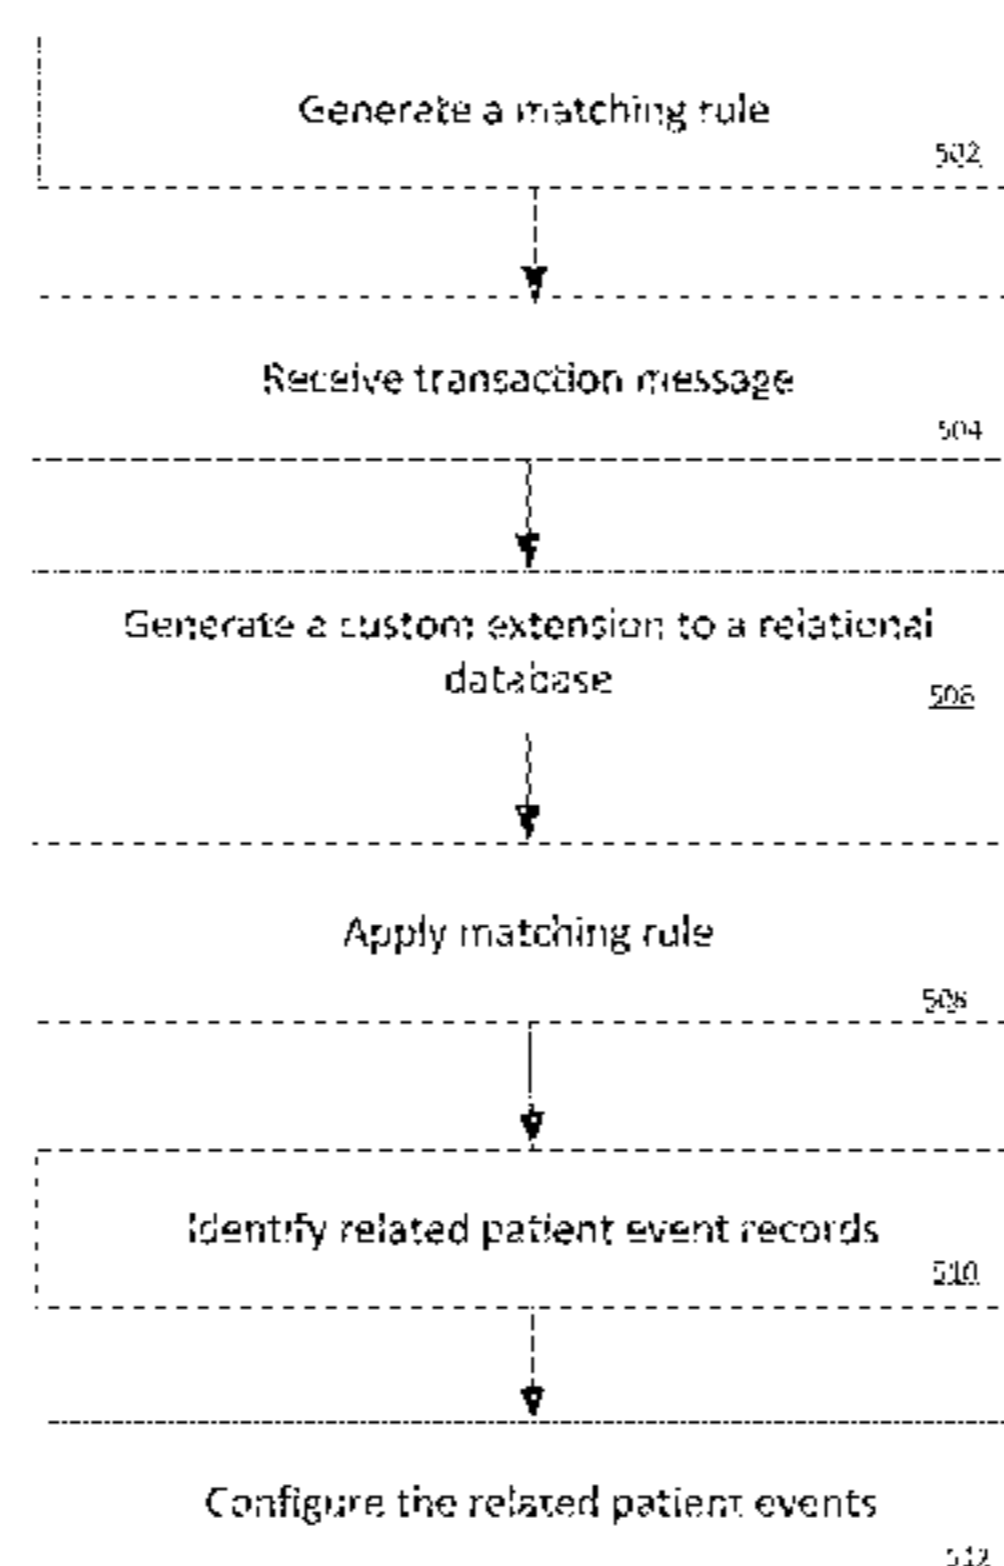 Generate a matching rule
502
Receive transaction message
504
Generate a custom extension to a relational
database
506
Apply matching rule
508
Identify related patient event records
510
Configure the related patient events
512